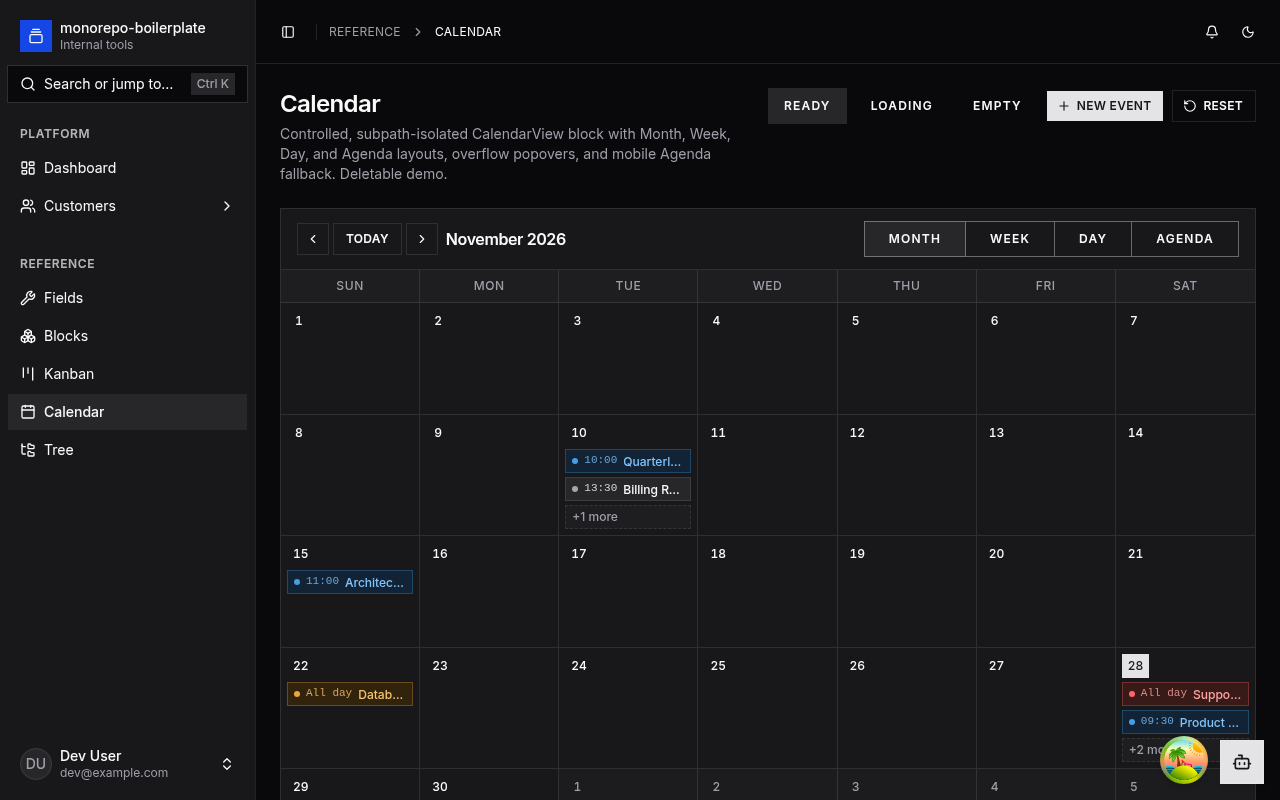 monorepo-boilerplate
Internal tools
Search or jump to...
Ctrl K
PLATFORM
Dashboard
Customers
REFERENCE
Fields
Blocks
Kanban
Calendar
Tree
DU
Dev User
dev@example.com
REFERENCE
CALENDAR
Calendar
Controlled, subpath-isolated CalendarView block with Month, Week,
Day, and Agenda layouts, overflow popovers, and mobile Agenda
fallback. Deletable demo.
READY
LOADING
EMPTY
NEW EVENT
RESET
TODAY
November 2026
MONTH
WEEK
DAY
AGENDA
SUN MON TUE WED THU FRI SAT
1 2 3 4 5 6 7
8 9 10 11 12 13 14
10:00 Quarterl...
13:30 Billing R...
+1 more
15 16 17 18 19 20 21
11:00 Architec...
22 23 24 25 26 27 28
All day Datab...
All day Suppo...
09:30 Product ...
+2 mo
29 30 1 2 3 4 5